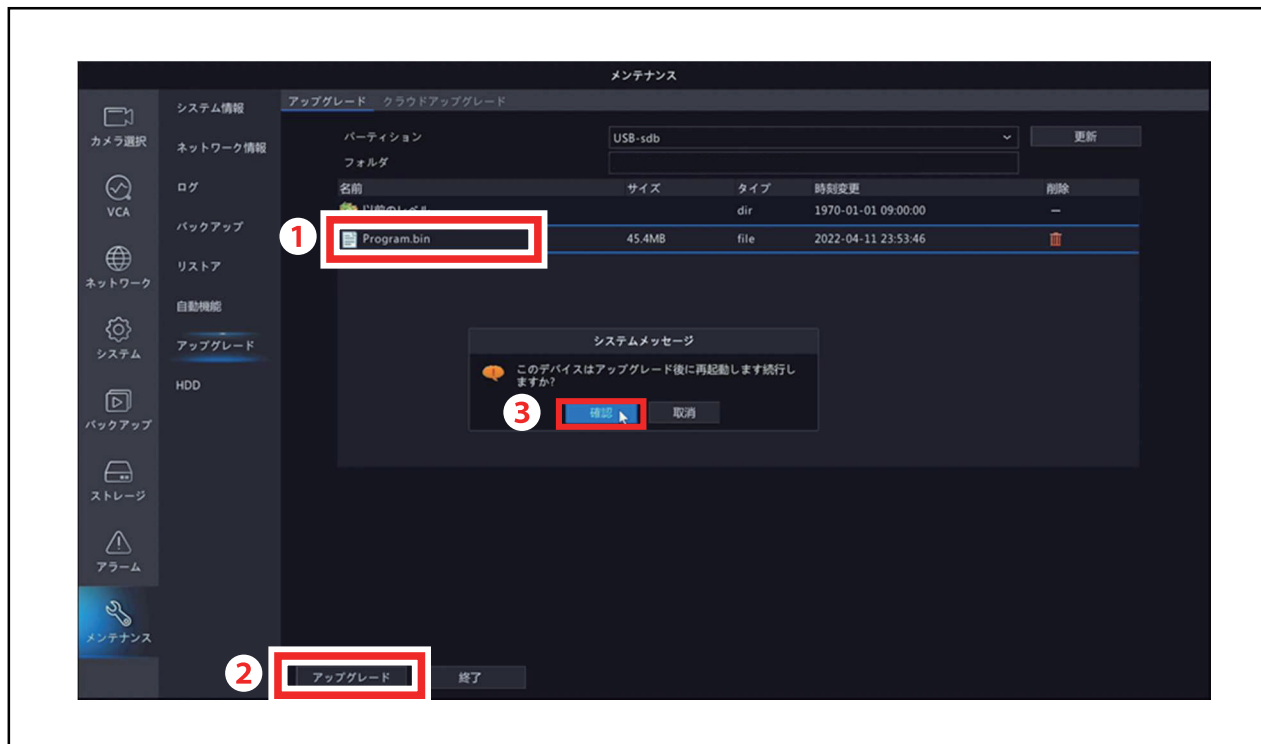 メンテナンス
カメラ選択
VCA
ネットワーク
システム
バックアップ
ストレージ
アラーム
メンテナンス
システム情報
ネットワーク情報
ログ
バックアップ
リストア
自動機能
アップグレード
HDD
アップグレード クラウドアップグレード
パーティション USB-sdb 更新
フォルダ
名前 サイズ タイプ 時刻変更 削除
以前のレベル dir 1970-01-01 09:00:00 –
1 Program.bin 45.4MB file 2022-04-11 23:53:46
システムメッセージ
このデバイスはアップグレード後に再起動します続行し
ますか?
3 確認 取消
2 アップグレード 終了